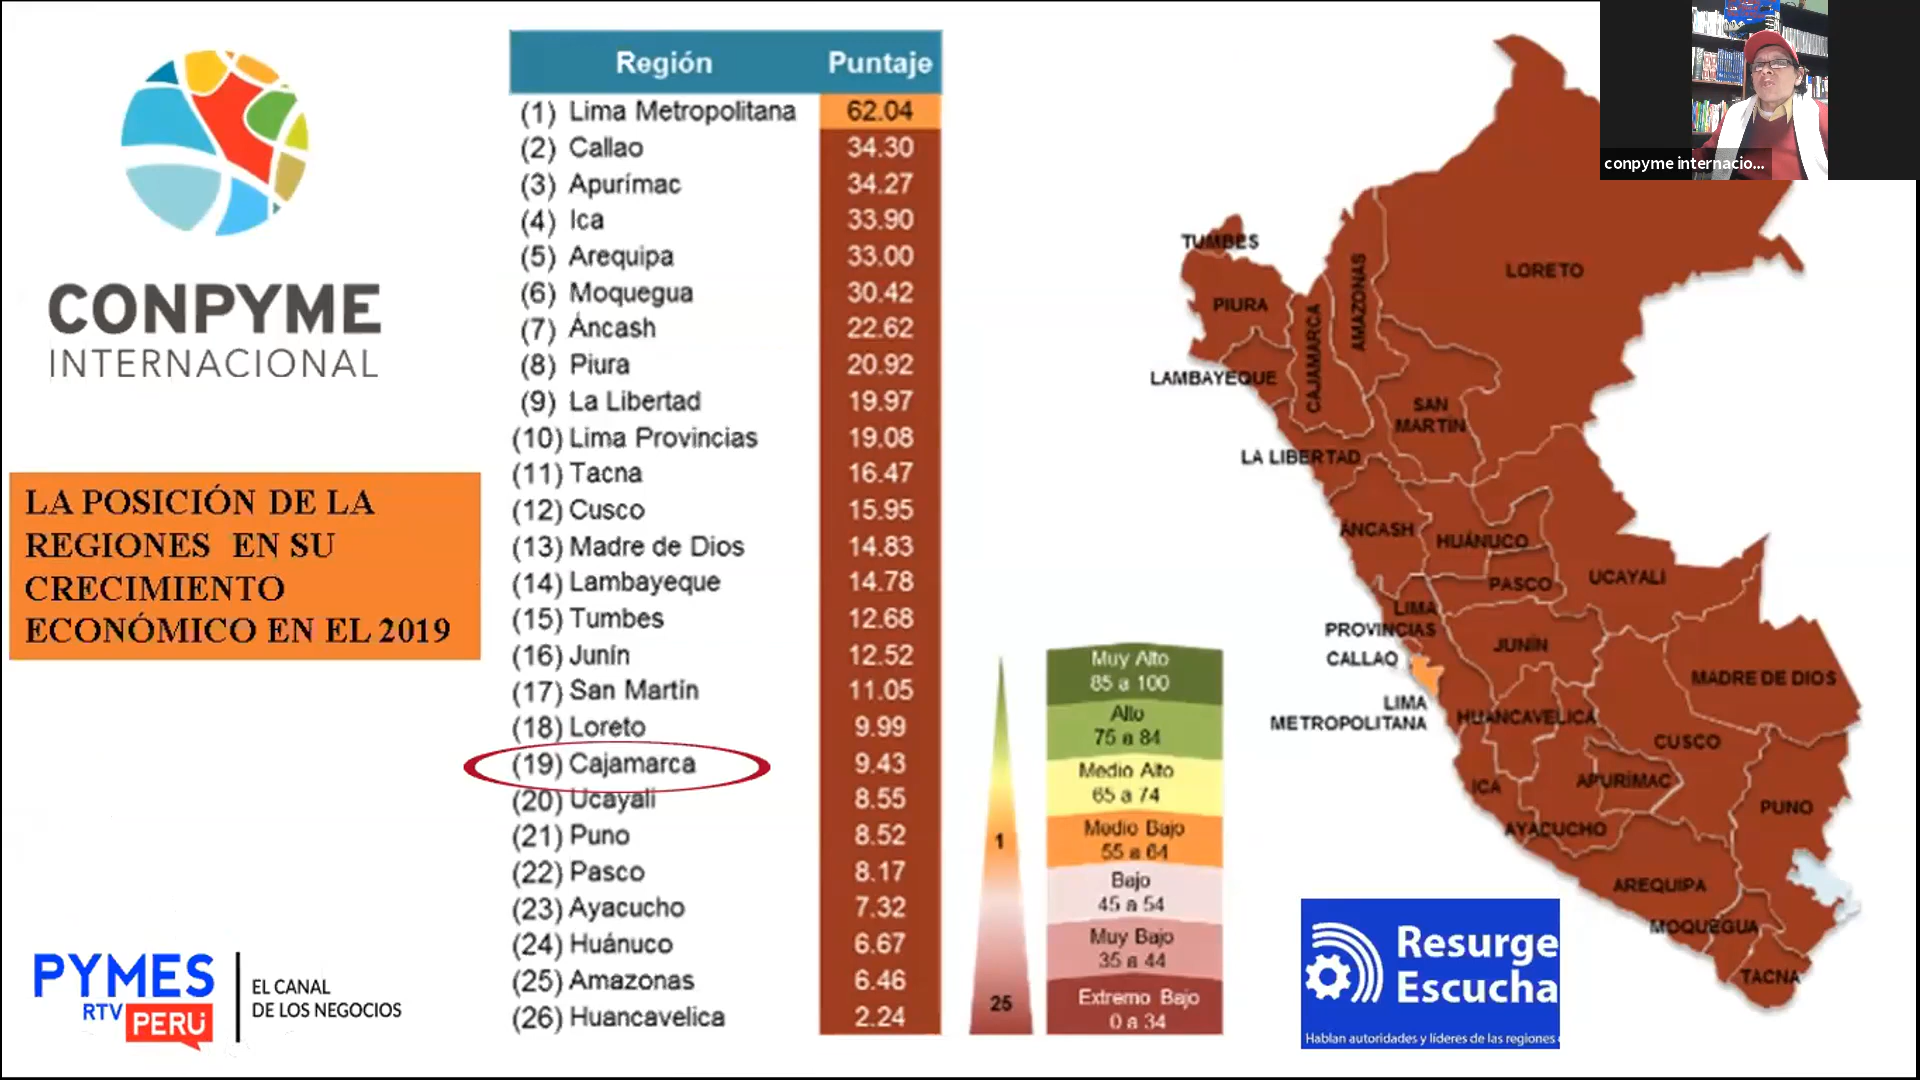 CONPYME
INTERNACIONAL
LA POSICIÓN DE LA
REGIONES EN SU
CRECIMIENTO
ECONÓMICO EN EL 2019
PYMES
RTV
PERÚ
EL CANAL
DE LOS NEGOCIOS
Región Puntaje
(1) Lima Metropolitana 62.04
(2) Callao 34.30
(3) Apurímac 34.27
(4) Ica 33.90
(5) Arequipa 33.00
(6) Moquegua 30.42
(7) Áncash 22.62
(8) Piura 20.92
(9) La Libertad 19.97
(10) Lima Provincias 19.08
(11) Tacna 16.47
(12) Cusco 15.95
(13) Madre de Dios 14.83
(14) Lambayeque 14.78
(15) Tumbes 12.68
(16) Junín 12.52
(17) San Martín 11.05
(18) Loreto 9.99
(19) Cajamarca 9.43
(20) Ucayali 8.55
(21) Puno 8.52
(22) Pasco 8.17
(23) Ayacucho 7.32
(24) Huánuco 6.67
(25) Amazonas 6.46
(26) Huancavelica 2.24
1
25
Muy Alto
85 a 100
Alto
75 a 84
Medio Alto
65 a 74
Medio Bajo
55 a 64
Bajo
45 a 54
Muy Bajo
35 a 44
Extremo Bajo
0 a 34
TUMBES
PIURA
LAMBAYEQUE
CAJAMARCA
AMAZONAS
LORETO
SAN
MARTÍN
LA LIBERTAD
ÁNCASH
HUÁNUCO
PASCO
UCAYALI
LIMA
PROVINCIAS
CALLAO
JUNÍN
LIMA
METROPOLITANA
HUANCAVELICA
MADRE DE DIOS
CUSCO
ICA
APURÍMAC
AYACUCHO
PUNO
AREQUIPA
MOQUEGUA
TACNA
Resurge
Escucha
Hablan autoridades y líderes de las regiones
conpyme internacio...